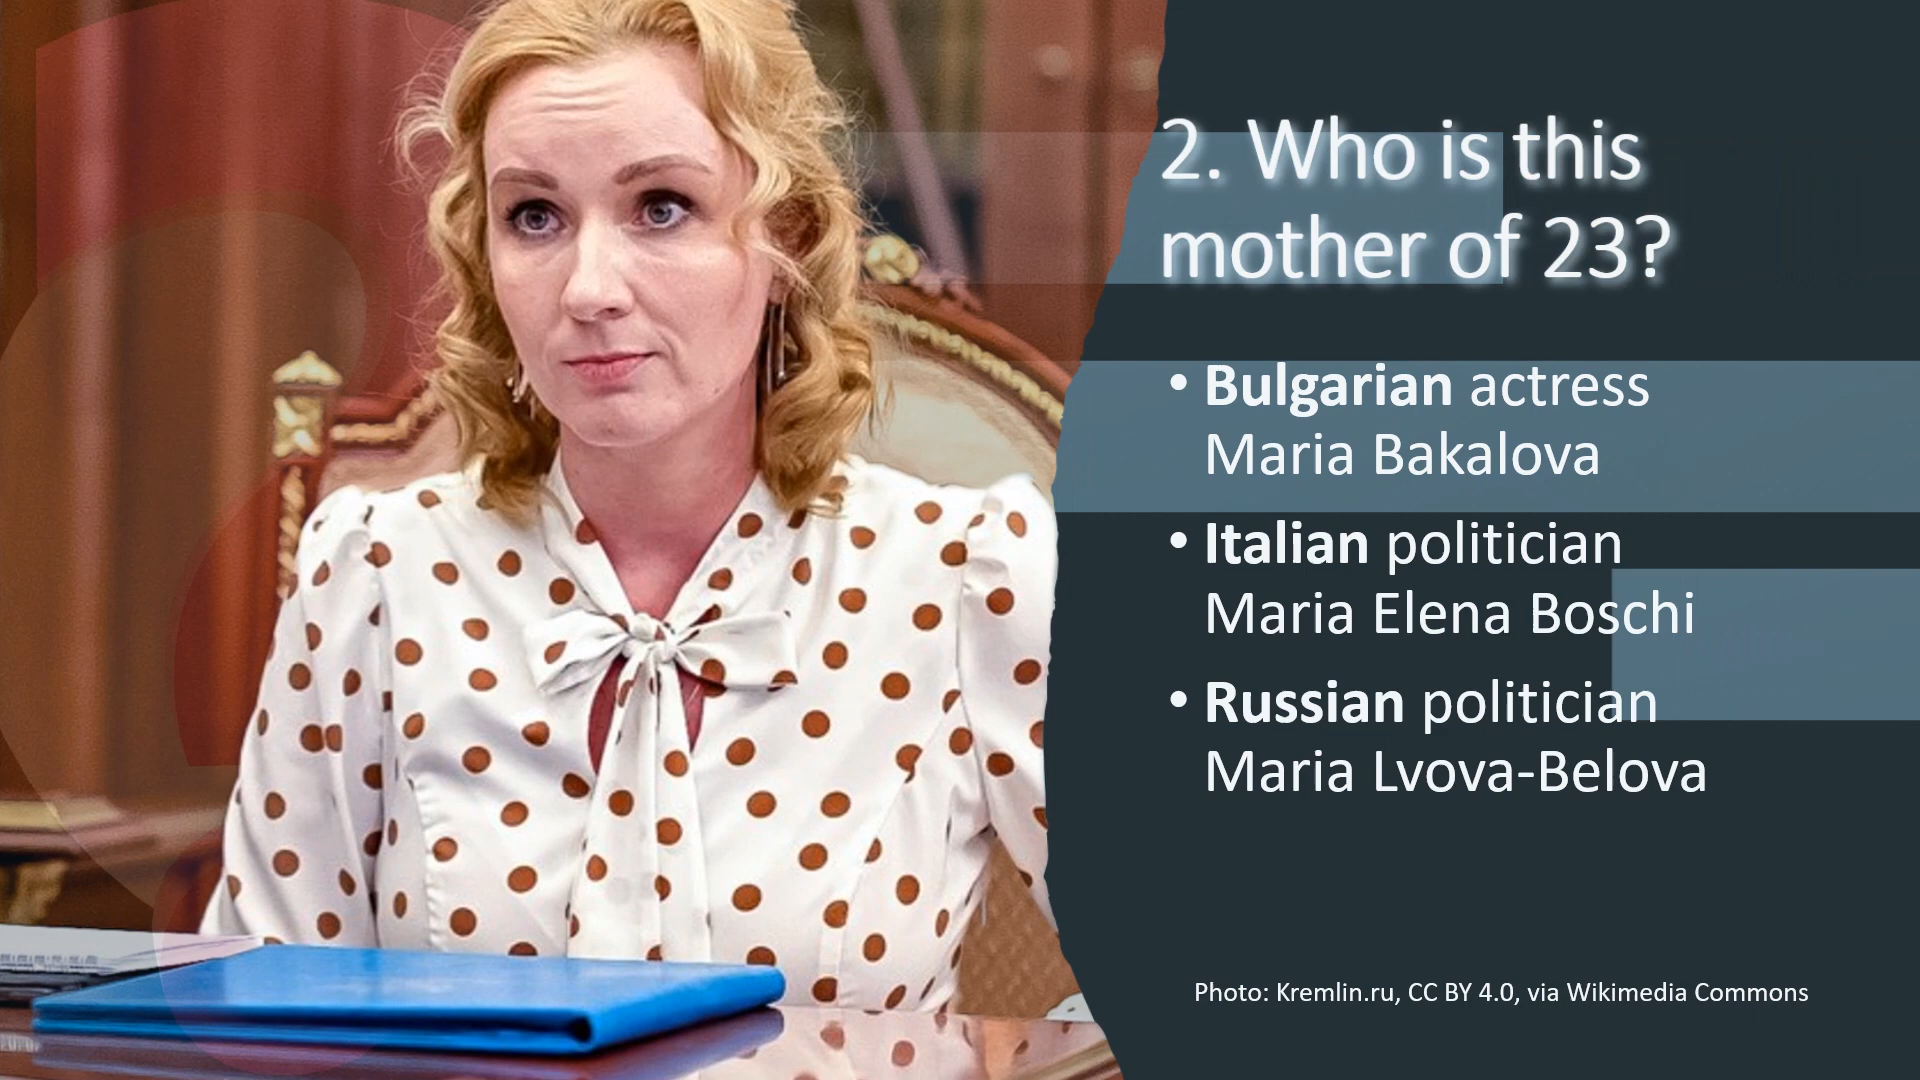 2. Who is this
mother of 23?
• Bulgarian actress
Maria Bakalova
• Italian politician
Maria Elena Boschi
• Russian politician
Maria Lvova-Belova
Photo: Kremlin.ru, CC BY 4.0, via Wikimedia Commons